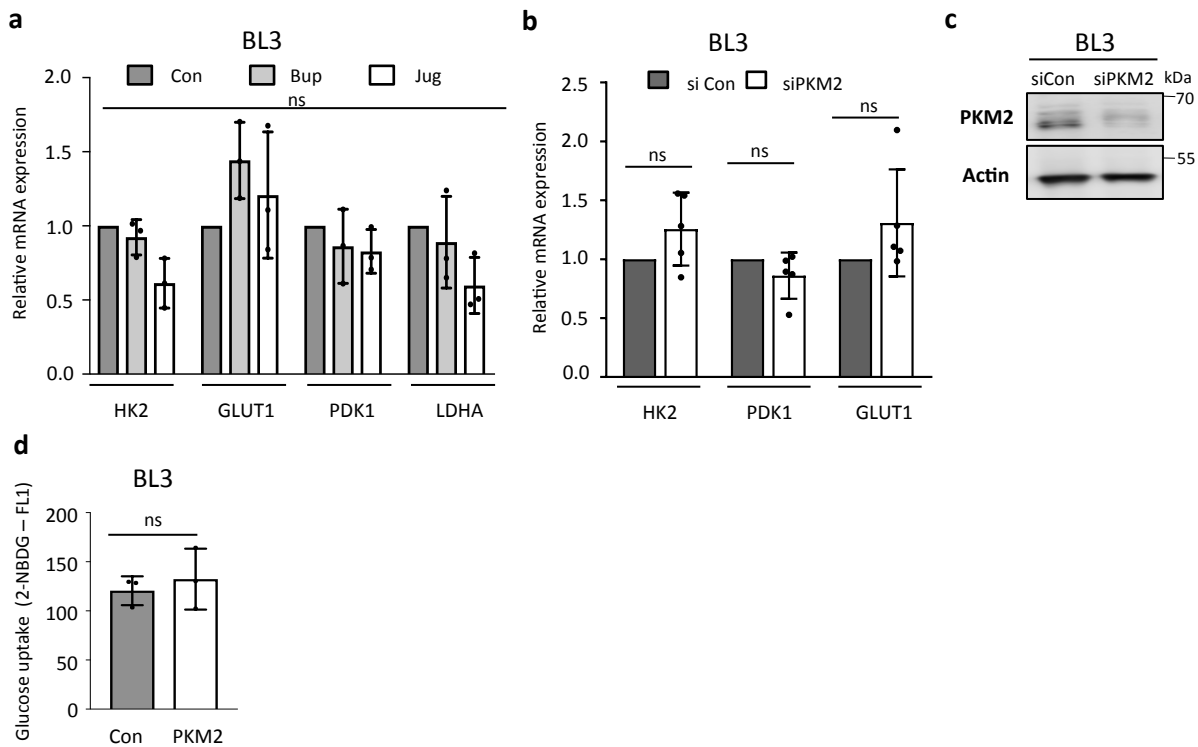 a
BL3
Con Bup Jug
ns
Relative mRNA expression
2.0
1.5
1.0
0.5
0.0
HK2 GLUT1 PDK1 LDHA
b
BL3
si Con siPKM2
ns ns ns
Relative mRNA expression
2.5
2.0
1.5
1.0
0.5
0.0
HK2 PDK1 GLUT1
c
BL3
siCon siPKM2 kDa
PKM2 70
Actin 55
d
BL3
ns
Glucose uptake (2-NBDG – FL1)
200
150
100
50
0
Con PKM2